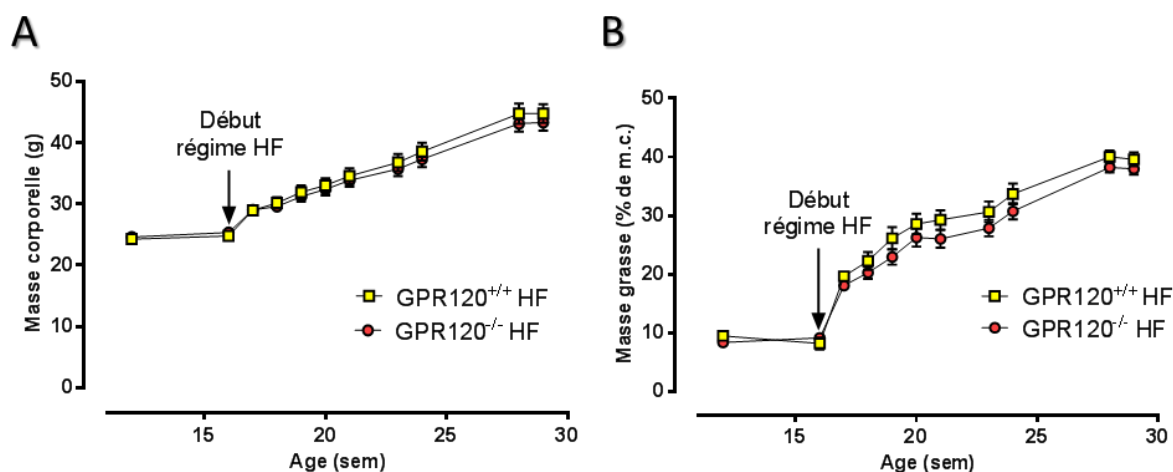 A
Masse corporelle (g)
50
40
30
20
10
0
Début
régime HF
GPR120+/+ HF
GPR120-/- HF
15
20
25
30
Age (sem)
B
Masse grasse (% de m.c.)
50
40
30
20
10
0
Début
régime HF
GPR120+/+ HF
GPR120-/- HF
15
20
25
30
Age (sem)